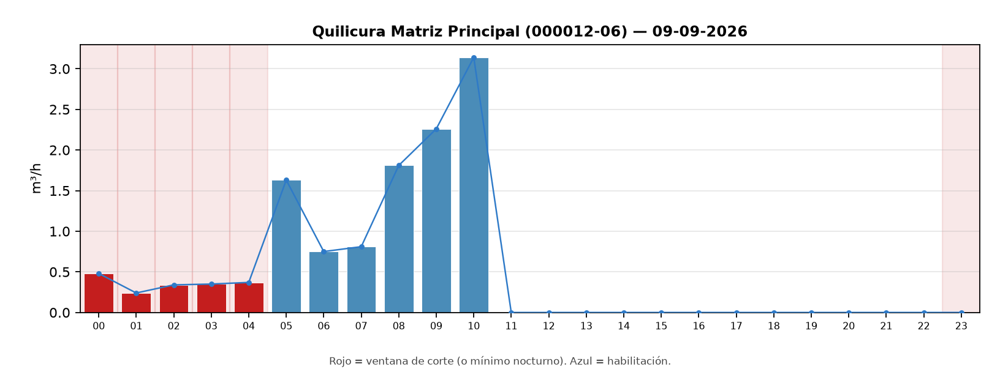 Quilicura Matriz Principal (000012-06) — 09-09-2026
m³/h
3.0
2.5
2.0
1.5
1.0
0.5
0.0
00 01 02 03 04 05 06 07 08 09 10 11 12 13 14 15 16 17 18 19 20 21 22 23
Rojo = ventana de corte (o mínimo nocturno). Azul = habilitación.